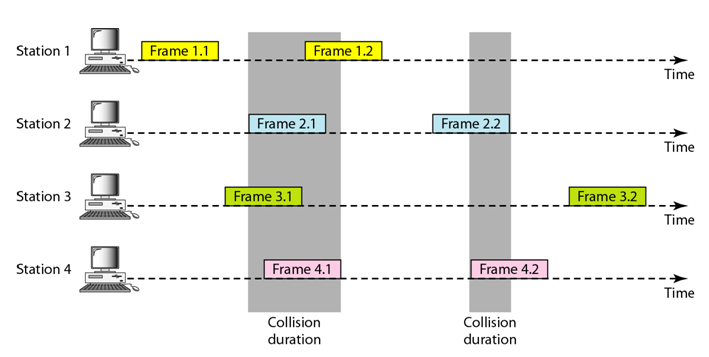 Station 1
Frame 1.1
Frame 1.2
Time
Station 2
Frame 2.1
Frame 2.2
Time
Station 3
Frame 3.1
Frame 3.2
Time
Station 4
Frame 4.1
Frame 4.2
Time
Collision
duration
Collision
duration